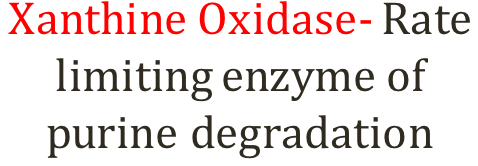 Xanthine Oxidase- Rate
limiting enzyme of
purine degradation